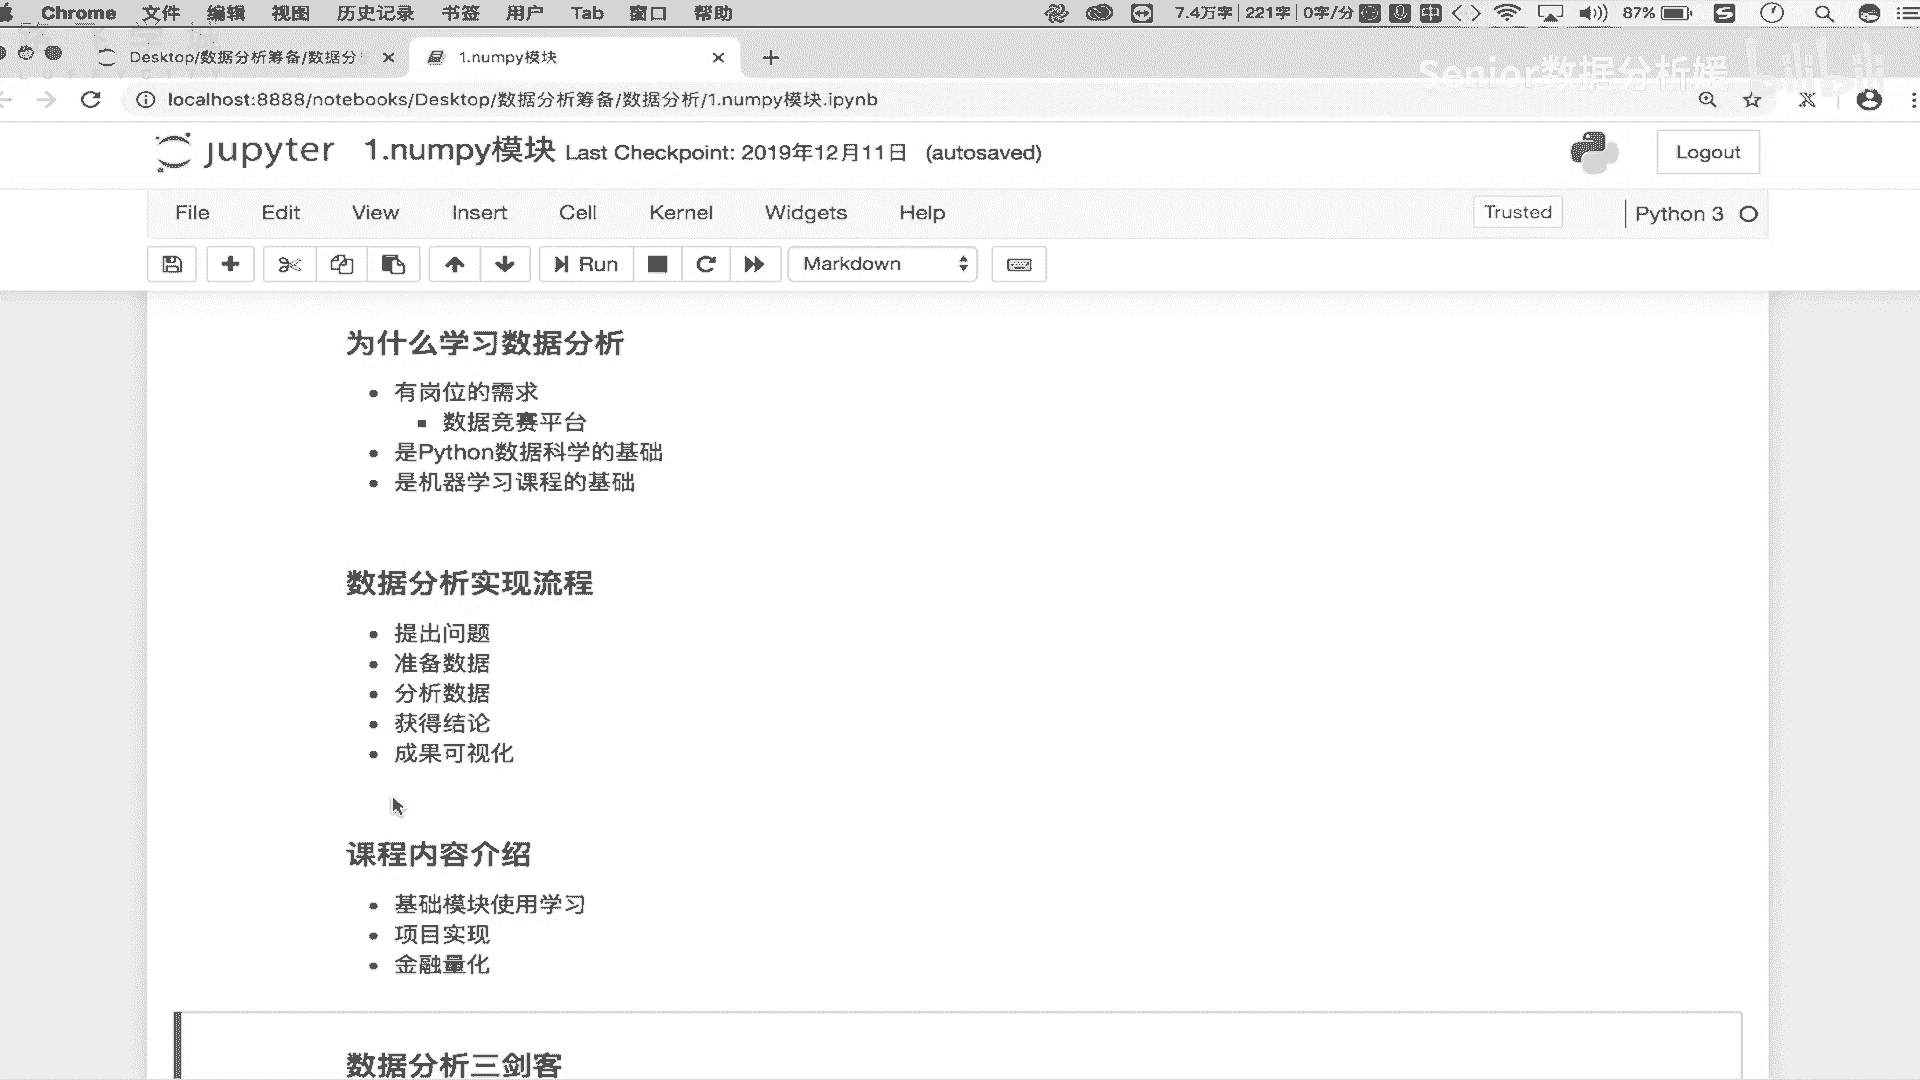 Chrome 文件 编辑 视图 历史记录 书签 用户 Tab 窗口 帮助 7.4万字 221字 0字/分 中 87%
Desktop/数据分析筹备/数据分 1.numpy模块
Senior数据分析媛 bilibili
localhost:8888/notebooks/Desktop/数据分析筹备/数据分析/1.numpy模块.ipynb
jupyter 1.numpy模块 Last Checkpoint: 2019年12月11日 (autosaved) Logout
File Edit View Insert Cell Kernel Widgets Help Trusted Python 3
Run Markdown
为什么学习数据分析
有岗位的需求
数据竞赛平台
是Python数据科学的基础
是机器学习课程的基础
数据分析实现流程
提出问题
准备数据
分析数据
获得结论
成果可视化
课程内容介绍
基础模块使用学习
项目实现
金融量化
数据分析三剑客